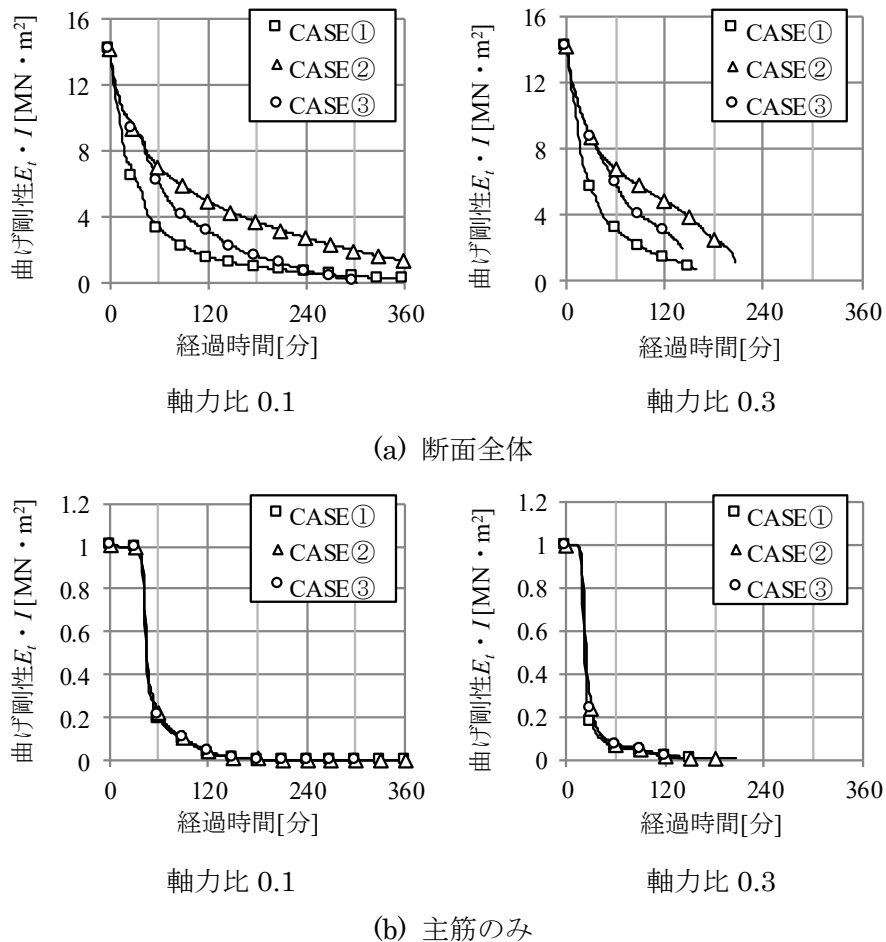 曲げ剛性Et・I [MN・m²]
16
12
8
4
0
CASE①
CASE②
CASE③
0 120 240 360
経過時間[分]
軸力比 0.1
曲げ剛性Et・I [MN・m²]
16
12
8
4
0
CASE①
CASE②
CASE③
0 120 240 360
経過時間[分]
軸力比 0.3
(a) 断面全体
曲げ剛性Et・I [MN・m²]
1.2
1
0.8
0.6
0.4
0.2
0
CASE①
CASE②
CASE③
0 120 240 360
経過時間[分]
軸力比 0.1
曲げ剛性Et・I [MN・m²]
1.2
1
0.8
0.6
0.4
0.2
0
CASE①
CASE②
CASE③
0 120 240 360
経過時間[分]
軸力比 0.3
(b) 主筋のみ